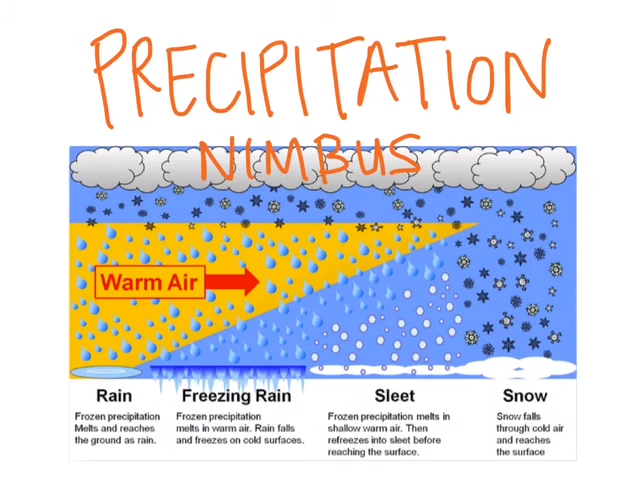 PRECIPITATION
NIMBUS
Warm Air
Rain
Frozen precipitation
Melts and reaches
the ground as rain.
Freezing Rain
Frozen precipitation
melts in warm air. Rain falls
and freezes on cold surfaces.
Sleet
Frozen precipitation melts in
shallow warm air. Then
refreezes into sleet before
reaching the surface.
Snow
Snow falls
through cold air
and reaches
the surface